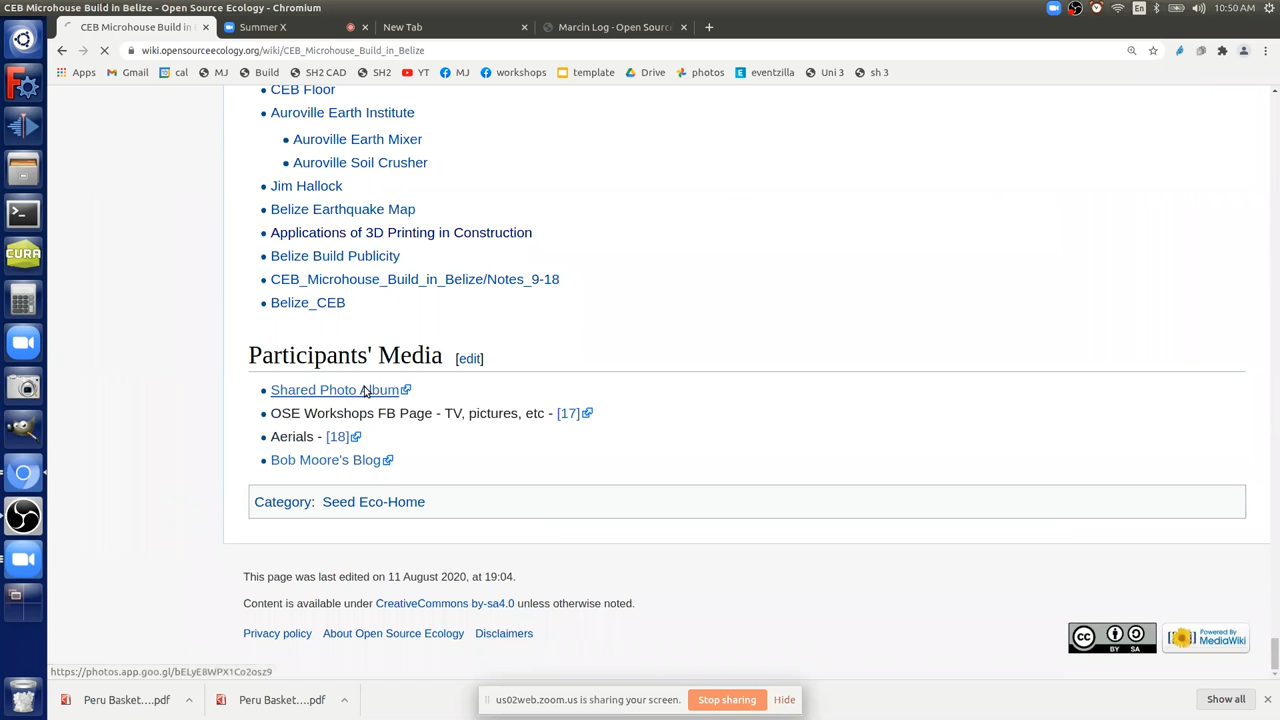 CEB Microhouse Build in Belize - Open Source Ecology - Chromium
En 10:50 AM
CEB Microhouse Build in
Summer X
New Tab
Marcin Log - Open Sourc
wiki.opensourceecology.org/wiki/CEB_Microhouse_Build_in_Belize
Apps Gmail cal MJ Build SH2 CAD SH2 YT MJ workshops template Drive photos eventzilla Uni 3 sh 3
CEB Floor
Auroville Earth Institute
Auroville Earth Mixer
Auroville Soil Crusher
Jim Hallock
Belize Earthquake Map
Applications of 3D Printing in Construction
Belize Build Publicity
CEB_Microhouse_Build_in_Belize/Notes_9-18
Belize_CEB
Participants' Media [edit]
Shared Photo Album
OSE Workshops FB Page - TV, pictures, etc - [17]
Aerials - [18]
Bob Moore's Blog
Category: Seed Eco-Home
This page was last edited on 11 August 2020, at 19:04.
Content is available under CreativeCommons by-sa4.0 unless otherwise noted.
Privacy policy About Open Source Ecology Disclaimers
CC BY SA
Powered By MediaWiki
CURA
https://photos.app.goo.gl/bELyE8WPX1Co2osz9
Peru Basket....pdf
Peru Basket....pdf
us02web.zoom.us is sharing your screen. Stop sharing Hide
Show all